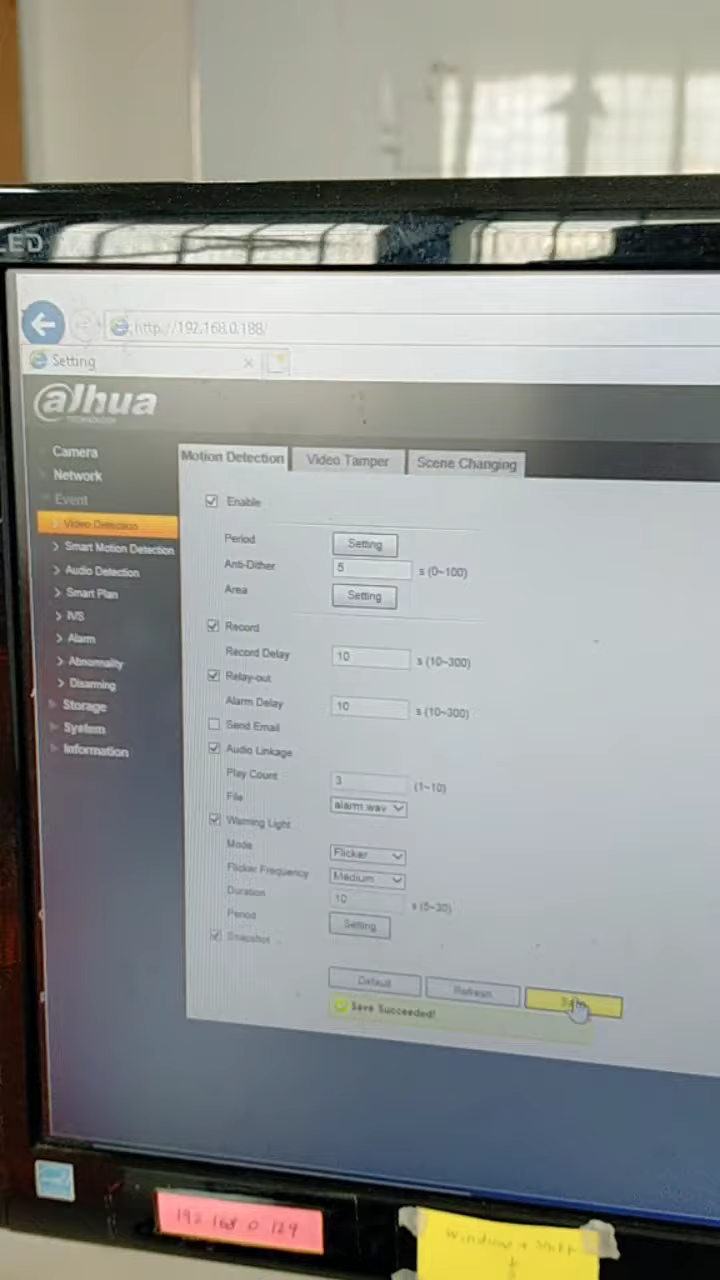 LED
http://192.168.0.188/
Setting
alhua
TECHNOLOGY
Camera
Network
Event
Video Detection
Smart Motion Detection
Audio Detection
Smart Plan
IVS
Alarm
Abnormality
Disarming
Storage
System
Information
Motion Detection Video Tamper Scene Changing
Enable
Period Setting
Anti-Dither 5 s (0~100)
Area Setting
Record
Record Delay 10 s (10~300)
Relay-out
Alarm Delay 10 s (10~300)
Send Email
Audio Linkage
Play Count 3 (1~10)
File alarm.wav
Warning Light
Mode Flicker
Flicker Frequency Medium
Duration 10 s (5~30)
Period Setting
Snapshot
Default Refresh Save
Save Succeeded!
192 168 0 129
Window + Shift
+